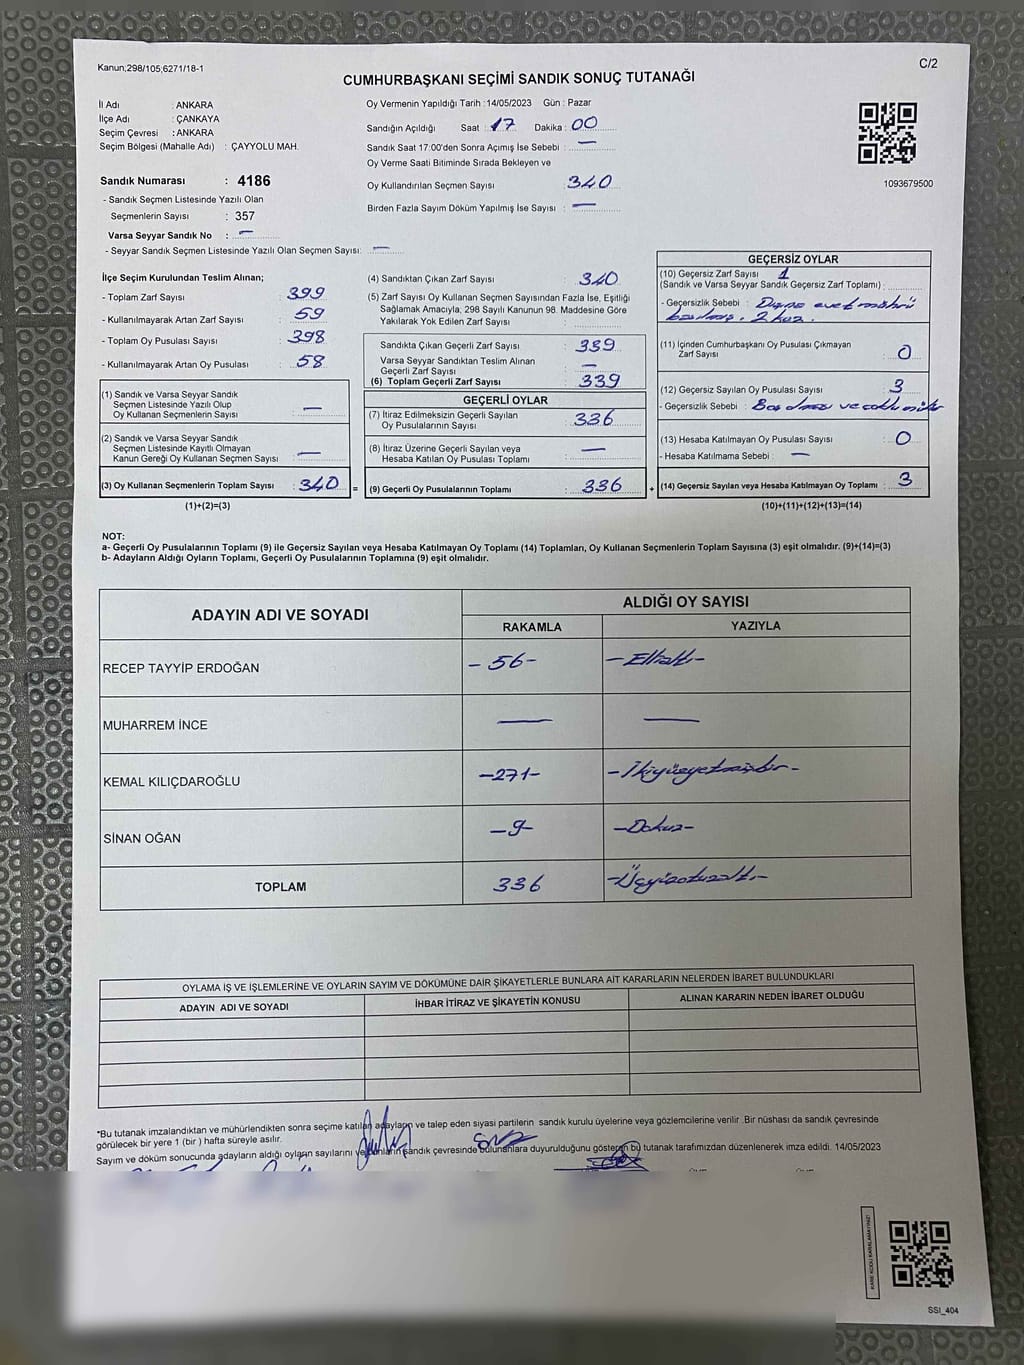 Kanun;298/105;6271/18-1
C/2
CUMHURBAŞKANI SEÇİMİ SANDIK SONUÇ TUTANAĞI
İl Adı : ANKARA
İlçe Adı : ÇANKAYA
Seçim Çevresi : ANKARA
Seçim Bölgesi (Mahalle Adı) : ÇAYYOLU MAH.
Sandık Numarası : 4186
- Sandık Seçmen Listesinde Yazılı Olan
Seçmenlerin Sayısı : 357
Varsa Seyyar Sandık No : —
- Seyyar Sandık Seçmen Listesinde Yazılı Olan Seçmen Sayısı: —
Oy Vermenin Yapıldığı Tarih :14/05/2023 Gün : Pazar
Sandığın Açıldığı Saat : 17 Dakika : 00
Sandık Saat 17:00'den Sonra Açımış İse Sebebi : —
Oy Verme Saati Bitiminde Sırada Bekleyen ve
Oy Kullandırılan Seçmen Sayısı 340
Birden Fazla Sayım Döküm Yapılmış İse Sayısı : —
1093679500
İlçe Seçim Kurulundan Teslim Alınan;
- Toplam Zarf Sayısı : 399
- Kullanılmayarak Artan Zarf Sayısı : 59
- Toplam Oy Pusulası Sayısı : 398
- Kullanılmayarak Artan Oy Pusulası : 58
(1) Sandık ve Varsa Seyyar Sandık
Seçmen Listesinde Yazılı Olup
Oy Kullanan Seçmenlerin Sayısı : —
(2) Sandık ve Varsa Seyyar Sandık
Seçmen Listesinde Kayıtlı Olmayan
Kanun Gereği Oy Kullanan Seçmen Sayısı : —
(3) Oy Kullanan Seçmenlerin Toplam Sayısı : 340 =
(1)+(2)=(3)
(4) Sandıktan Çıkan Zarf Sayısı : 340
(5) Zarf Sayısı Oy Kullanan Seçmen Sayısından Fazla İse, Eşitliği
Sağlamak Amacıyla; 298 Sayılı Kanunun 98. Maddesine Göre
Yakılarak Yok Edilen Zarf Sayısı :
Sandıkta Çıkan Geçerli Zarf Sayısı : 339
Varsa Seyyar Sandıktan Teslim Alınan
Geçerli Zarf Sayısı : —
(6) Toplam Geçerli Zarf Sayısı : 339
GEÇERLİ OYLAR
(7) İtiraz Edilmeksizin Geçerli Sayılan
Oy Pusulalarının Sayısı : 336
(8) İtiraz Üzerine Geçerli Sayılan veya
Hesaba Katılan Oy Pusulası Toplamı : —
(9) Geçerli Oy Pusulalarının Toplamı : 336 +
GEÇERSİZ OYLAR
(10) Geçersiz Zarf Sayısı 1
(Sandık ve Varsa Seyyar Sandık Geçersiz Zarf Toplamı) :
- Geçersizlik Sebebi : Dışına evet mührü
2 kez.
(11) İçinden Cumhurbaşkanı Oy Pusulası Çıkmayan
Zarf Sayısı : 0
(12) Geçersiz Sayılan Oy Pusulası Sayısı : 3
- Geçersizlik Sebebi : Boş olması ve çoklu mühür
(13) Hesaba Katılmayan Oy Pusulası Sayısı : 0
- Hesaba Katılmama Sebebi : —
(14) Geçersiz Sayılan veya Hesaba Katılmayan Oy Toplamı : 3
(10)+(11)+(12)+(13)=(14)
NOT:
a- Geçerli Oy Pusulalarının Toplamı (9) ile Geçersiz Sayılan veya Hesaba Katılmayan Oy Toplamı (14) Toplamları, Oy Kullanan Seçmenlerin Toplam Sayısına (3) eşit olmalıdır. (9)+(14)=(3)
b- Adayların Aldığı Oyların Toplamı, Geçerli Oy Pusulalarının Toplamına (9) eşit olmalıdır.
ADAYIN ADI VE SOYADI
ALDIĞI OY SAYISI
RAKAMLA YAZIYLA
RECEP TAYYİP ERDOĞAN -56- -Ellialtı-
MUHARREM İNCE — —
KEMAL KILIÇDAROĞLU -271- -İkiyüzyetmişbir-
SİNAN OĞAN -9- -Dokuz-
TOPLAM 336 -Üçyüzotuzaltı-
OYLAMA İŞ VE İŞLEMLERİNE VE OYLARIN SAYIM VE DÖKÜMÜNE DAİR ŞİKAYETLERLE BUNLARA AİT KARARLARIN NELERDEN İBARET BULUNDUKLARI
ADAYIN ADI VE SOYADI İHBAR İTİRAZ VE ŞİKAYETİN KONUSU ALINAN KARARIN NEDEN İBARET OLDUĞU
*Bu tutanak imzalandıktan ve mühürlendikten sonra seçime katılan adayların ve talep eden siyasi partilerin sandık kurulu üyelerine veya gözlemcilerine verilir .Bir nüshası da sandık çevresinde
görülecek bir yere 1 (bir ) hafta süreyle asılır.
Sayım ve döküm sonucunda adayların aldığı oyların sayılarını ve bunların sandık çevresinde bulunanlara duyurulduğunu gösteren bu tutanak tarafımızdan düzenlenerek imza edildi. 14/05/2023
KARE KODU KARALAMAYINIZ!
SSI_404